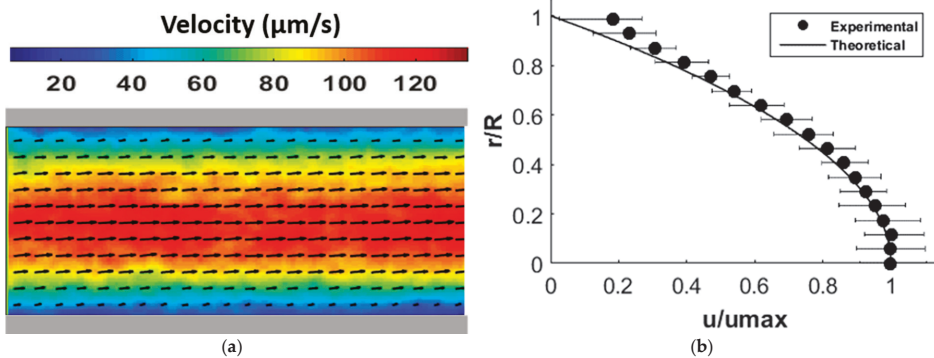 Velocity (µm/s)
20 40 60 80 100 120
(a)
1
0.8
0.6
0.4
0.2
0
r/R
Experimental
Theoretical
0 0.2 0.4 0.6 0.8 1
u/umax
(b)